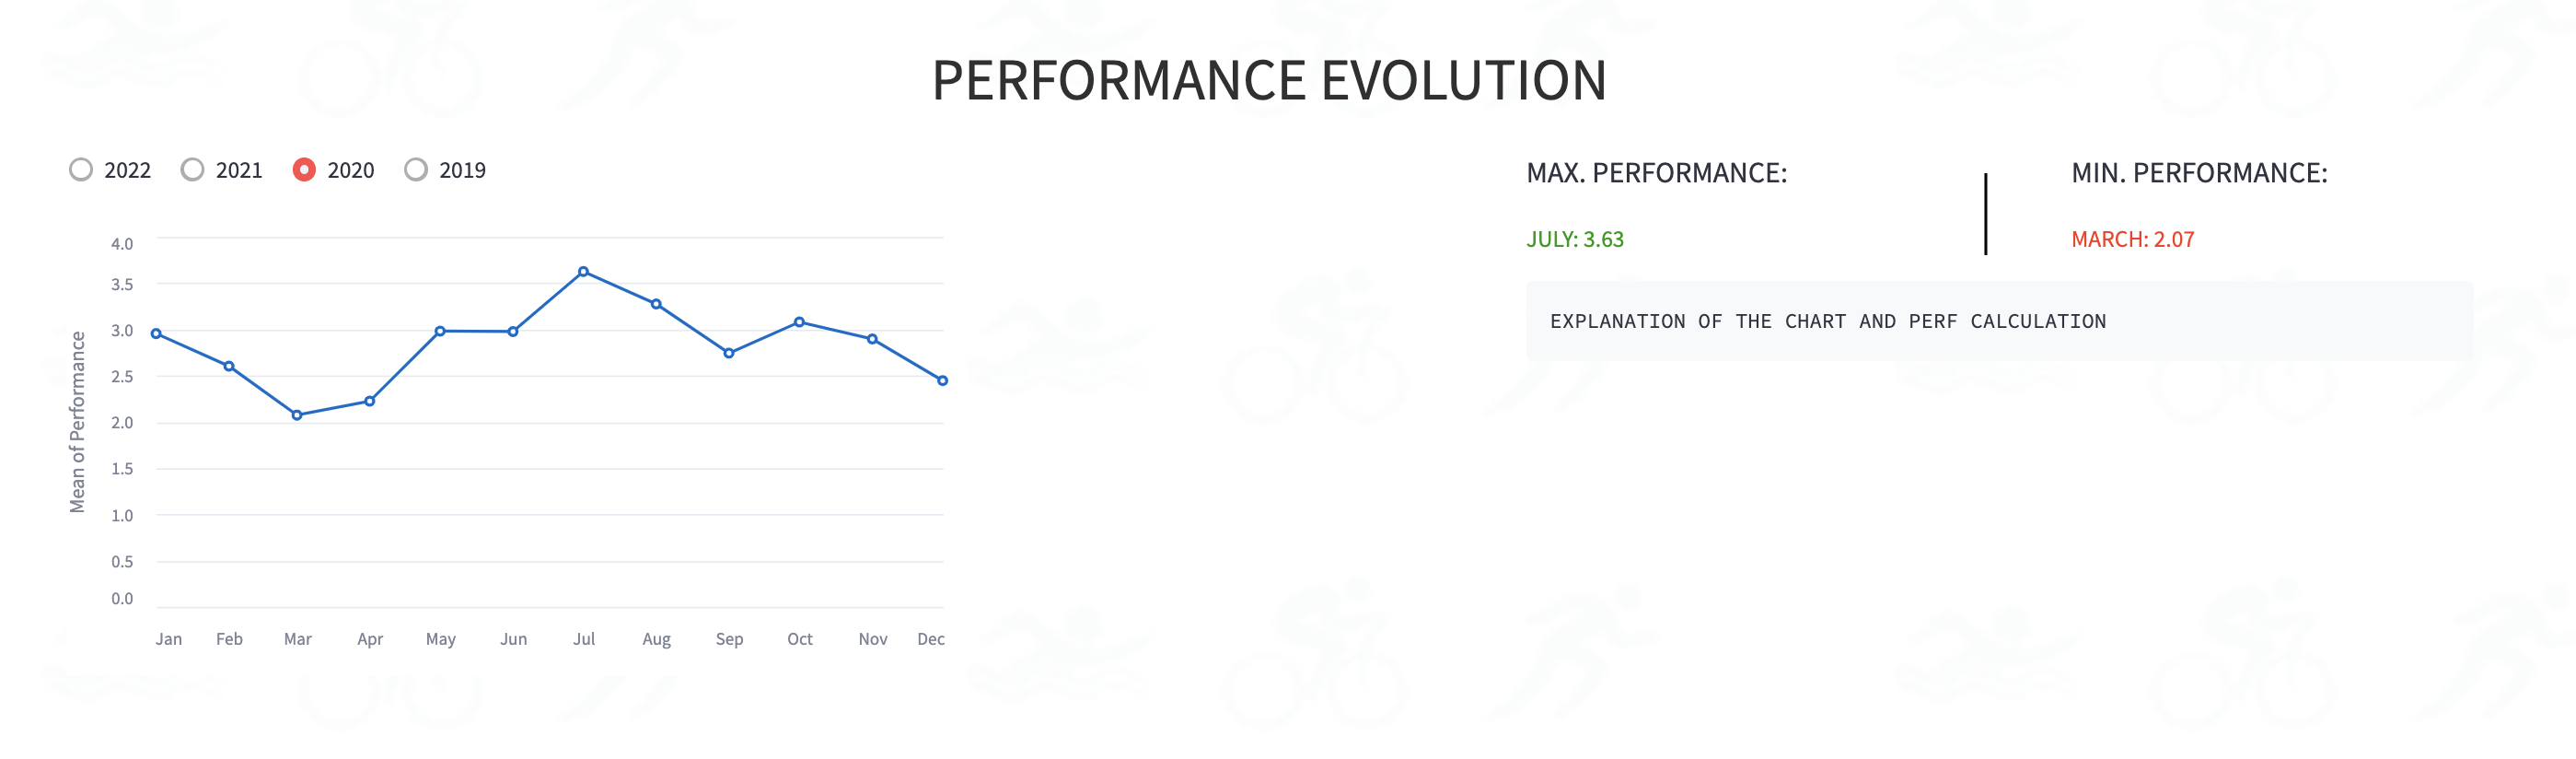 PERFORMANCE EVOLUTION
2022 2021 2020 2019
4.0
3.5
3.0
2.5
2.0
1.5
1.0
0.5
0.0
Mean of Performance
Jan Feb Mar Apr May Jun Jul Aug Sep Oct Nov Dec
MAX. PERFORMANCE:
JULY: 3.63
MIN. PERFORMANCE:
MARCH: 2.07
EXPLANATION OF THE CHART AND PERF CALCULATION